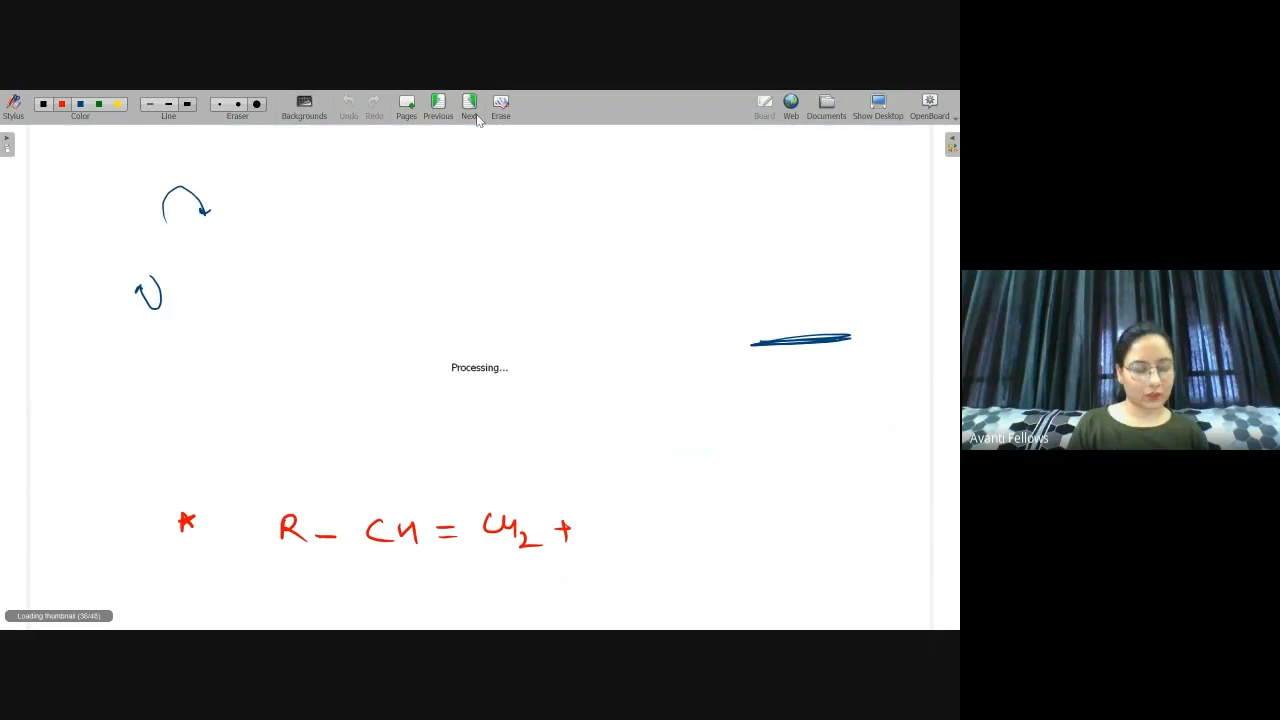 Stylus
Color
Line
Eraser
Backgrounds
Undo
Redo
Pages
Previous
Next
Erase
Board
Web
Documents
Show Desktop
OpenBoard
Processing...
Avanti Fellows
* R - CH = CH2 +
Loading thumbnail (36/48)